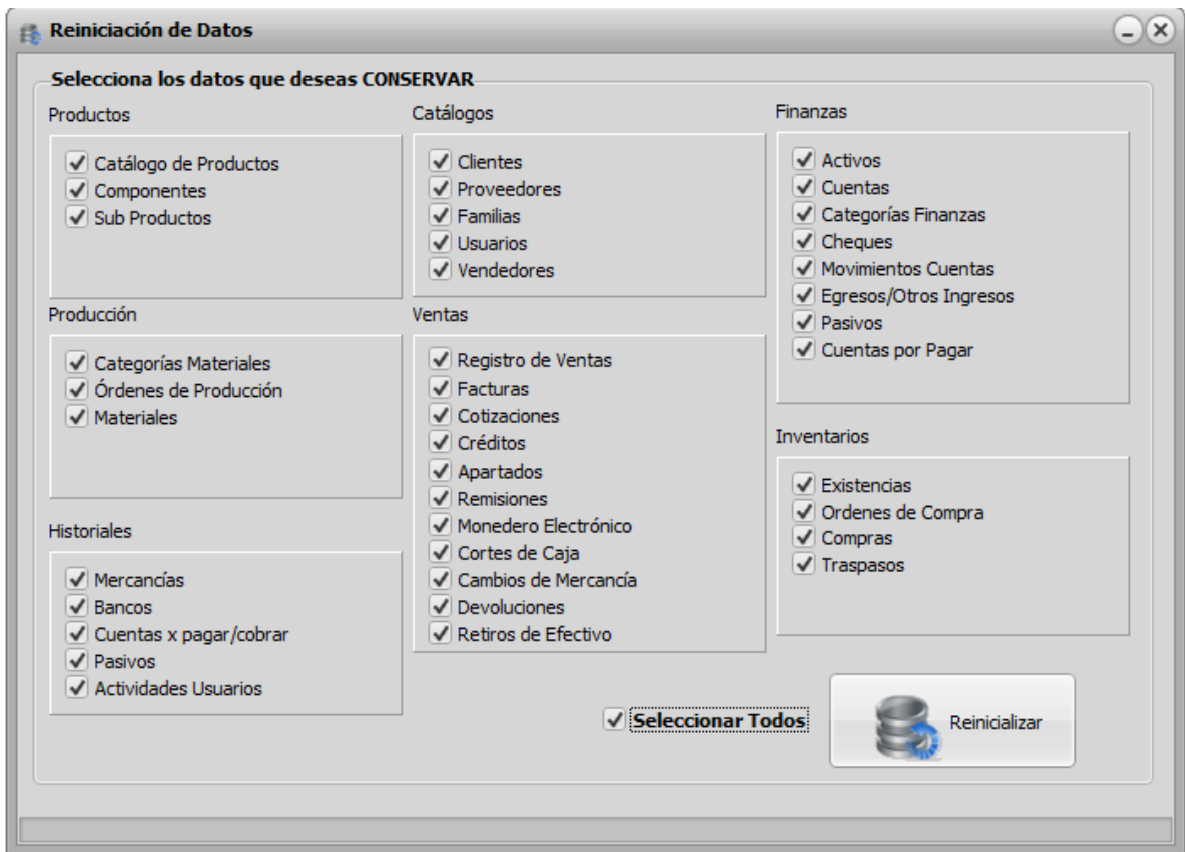 Reiniciación de Datos
Selecciona los datos que deseas CONSERVAR
Productos
Catálogo de Productos
Componentes
Sub Productos
Catálogos
Clientes
Proveedores
Familias
Usuarios
Vendedores
Finanzas
Activos
Cuentas
Categorías Finanzas
Cheques
Movimientos Cuentas
Egresos/Otros Ingresos
Pasivos
Cuentas por Pagar
Producción
Categorías Materiales
Órdenes de Producción
Materiales
Ventas
Registro de Ventas
Facturas
Cotizaciones
Créditos
Apartados
Remisiones
Monedero Electrónico
Cortes de Caja
Cambios de Mercancía
Devoluciones
Retiros de Efectivo
Inventarios
Existencias
Ordenes de Compra
Compras
Traspasos
Historiales
Mercancías
Bancos
Cuentas x pagar/cobrar
Pasivos
Actividades Usuarios
Seleccionar Todos
Reinicializar